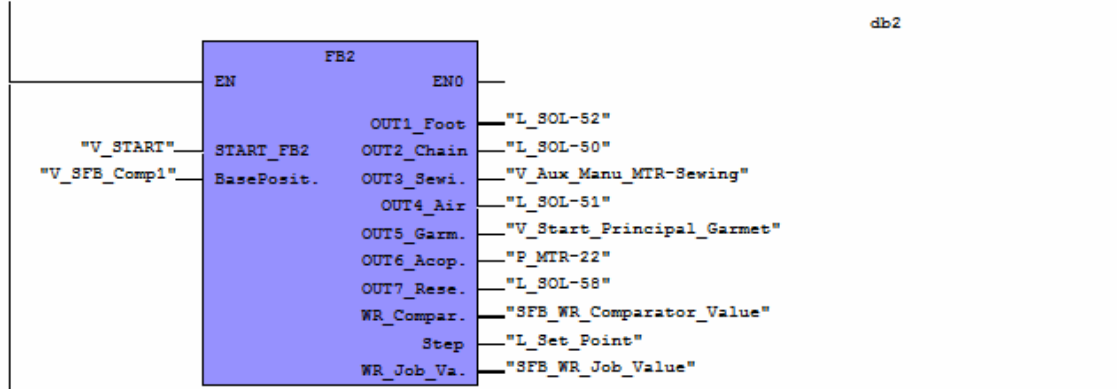 db2
FB2
EN ENO
OUT1_Foot "L_SOL-52"
"V_START" START_FB2 OUT2_Chain "L_SOL-50"
"V_SFB_Comp1" BasePosit. OUT3_Sewi. "V_Aux_Manu_MTR-Sewing"
OUT4_Air "L_SOL-51"
OUT5_Garm. "V_Start_Principal_Garmet"
OUT6_Acop. "P_MTR-22"
OUT7_Rese. "L_SOL-58"
WR_Compar. "SFB_WR_Comparator_Value"
Step "L_Set_Point"
WR_Job_Va. "SFB_WR_Job_Value"